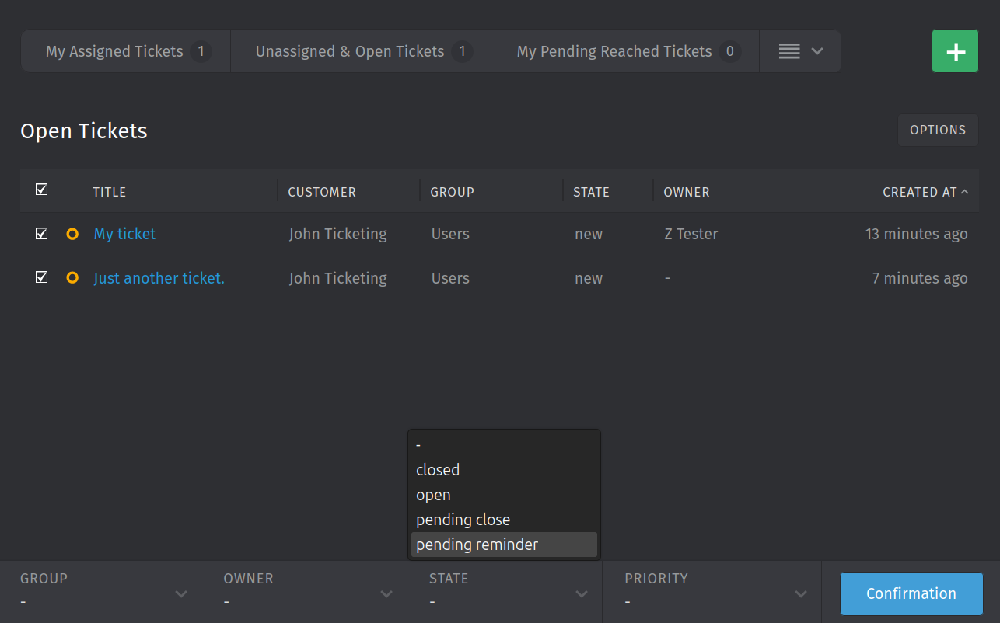 My Assigned Tickets 1 Unassigned & Open Tickets 1 My Pending Reached Tickets 0
Open Tickets OPTIONS
TITLE CUSTOMER GROUP STATE OWNER CREATED AT
My ticket John Ticketing Users new Z Tester 13 minutes ago
Just another ticket. John Ticketing Users new - 7 minutes ago
-
closed
open
pending close
pending reminder
GROUP OWNER STATE PRIORITY
- - - -
Confirmation